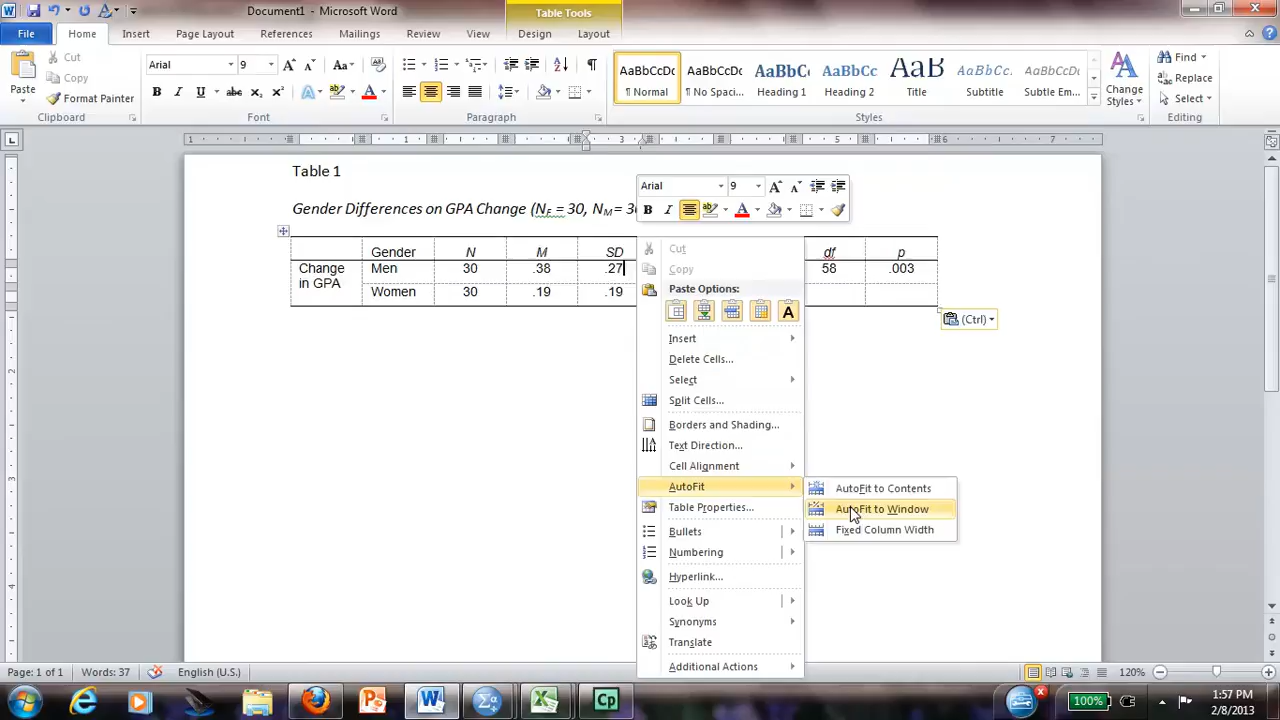 Document1 - Microsoft Word
Table Tools
File Home Insert Page Layout References Mailings Review View Design Layout
Paste
Cut
Copy
Format Painter
Clipboard
Arial 9
Font
Paragraph
AaBbCcDc AaBbCcDc AaBbC AaBbCc AaB AaBbCc. AaBbCcDc
¶ Normal ¶ No Spaci... Heading 1 Heading 2 Title Subtitle Subtle Em...
Styles
Change Styles
Find
Replace
Select
Editing
1 1 3 5 6 7
Table 1
Gender Differences on GPA Change (NF = 30, NM = 30
Arial 9
Gender N M SD df p
Change in GPA Men 30 .38 .27 58 .003
Women 30 .19 .19
(Ctrl)
Cut
Copy
Paste Options:
Insert
Delete Cells...
Select
Split Cells...
Borders and Shading...
Text Direction...
Cell Alignment
AutoFit
Table Properties...
Bullets
Numbering
Hyperlink...
Look Up
Synonyms
Translate
Additional Actions
AutoFit to Contents
AutoFit to Window
Fixed Column Width
Page: 1 of 1 Words: 37 English (U.S.) 120%
100% 1:57 PM
2/8/2013